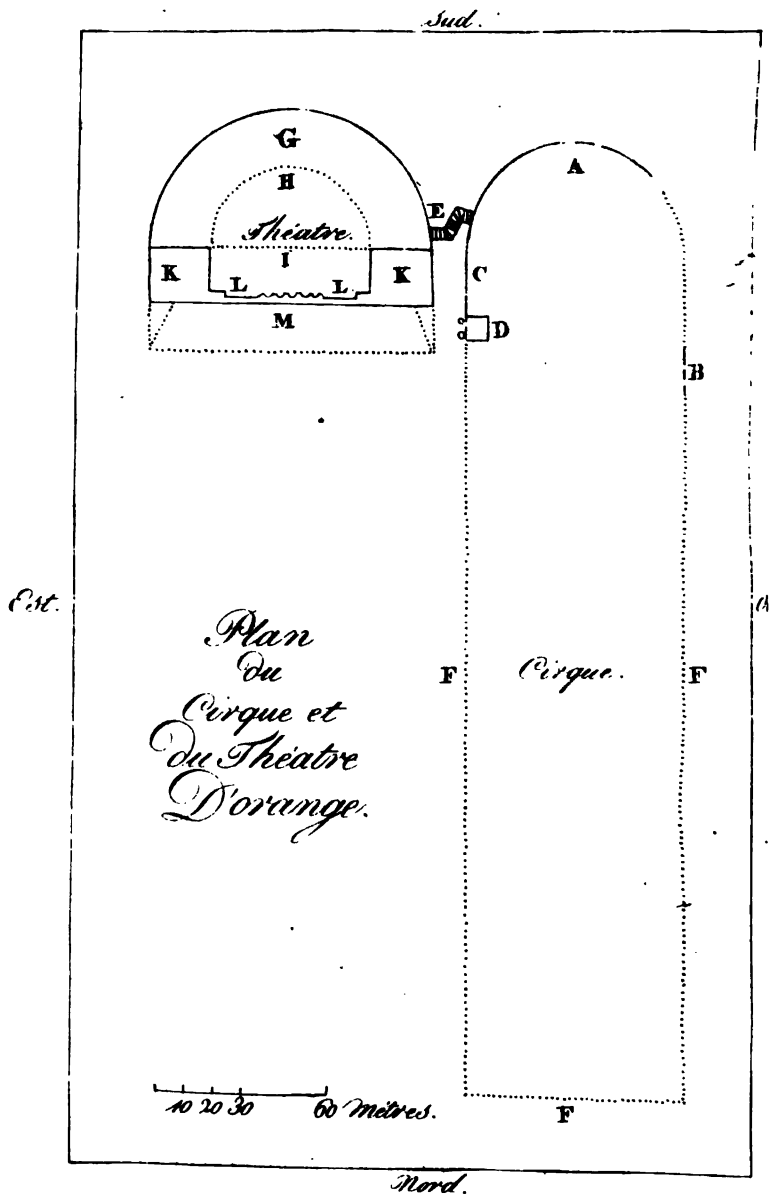 Sud.
G
H
Théatre.
I
K
K
L
L
M
E
A
C
D
B
Est.
F
Cirque.
F
Plan
du
Cirque et
Du Théatre
D'orange.
10 20 30 60 Mètres.
F
Nord.